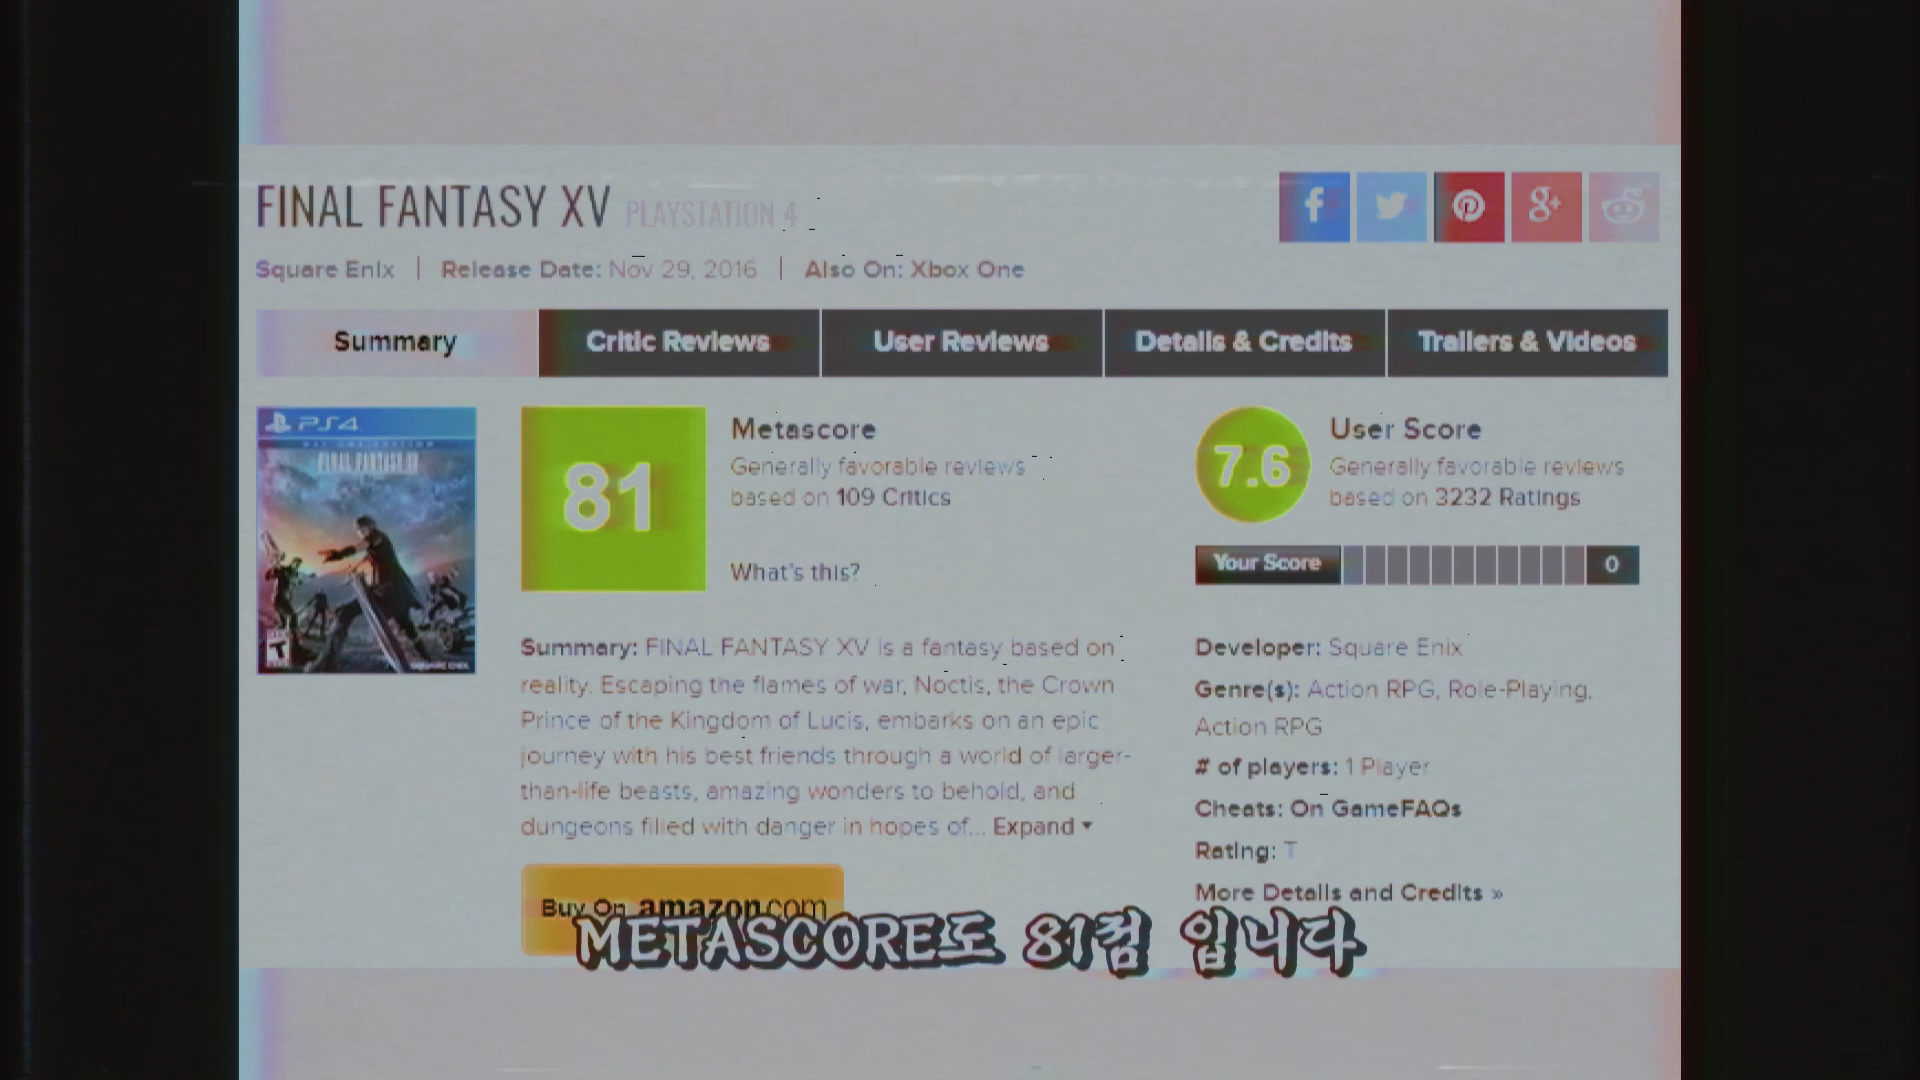 FINAL FANTASY XV PLAYSTATION 4
Square Enix | Release Date: Nov 29, 2016 | Also On: Xbox One
Summary
Critic Reviews
User Reviews
Details & Credits
Trailers & Videos
PS4
FINAL FANTASY XV
T
SQUARE ENIX
81
Metascore
Generally favorable reviews
based on 109 Critics
What's this?
7.6
User Score
Generally favorable reviews
based on 3232 Ratings
Your Score
0
Summary: FINAL FANTASY XV is a fantasy based on
reality. Escaping the flames of war, Noctis, the Crown
Prince of the Kingdom of Lucis, embarks on an epic
journey with his best friends through a world of larger-
than-life beasts, amazing wonders to behold, and
dungeons filled with danger in hopes of... Expand
Buy On amazon.com
Developer: Square Enix
Genre(s): Action RPG, Role-Playing,
Action RPG
# of players: 1 Player
Cheats: On GameFAQs
Rating: T
More Details and Credits »
METASCORE도 81점 입니다